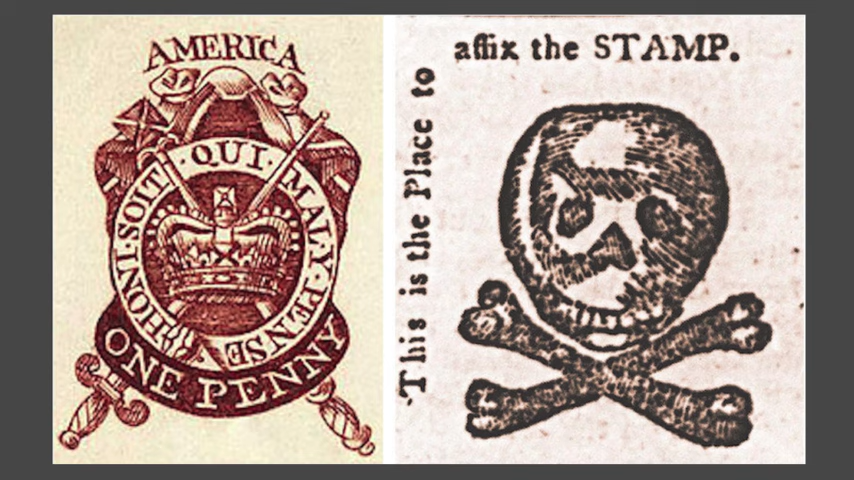 AMERICA
HONI·SOIT·QUI·MAL·Y·PENSE
ONE PENNY
This is the Place to
affix the STAMP.